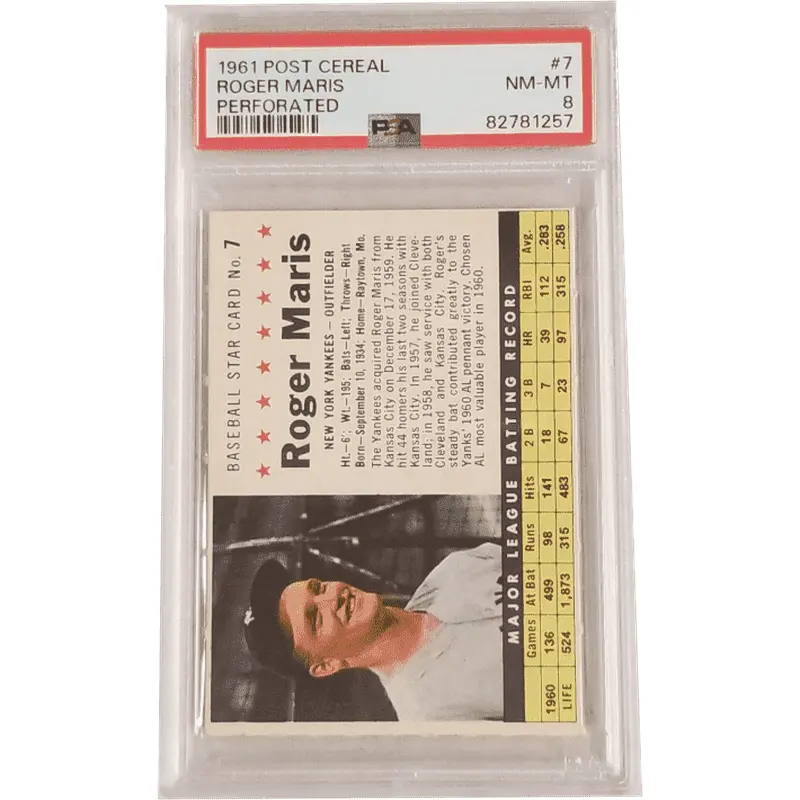 1961 POST CEREAL #7
ROGER MARIS NM-MT
PERFORATED 8
PSA 82781257
BASEBALL STAR CARD No. 7
Roger Maris
NEW YORK YANKEES – OUTFIELDER
Ht.–6'; Wt.–195; Bats–Left; Throws–Right
Born–September 10, 1934; Home–Raytown, Mo.
The Yankees acquired Roger Maris from
Kansas City on December 17, 1959. He
hit 44 homers his last two seasons with
Kansas City. In 1957, he joined Cleve-
land; in 1958, he saw service with both
Cleveland and Kansas City. Roger's
steady bat contributed greatly to the
Yanks' 1960 AL pennant victory. Chosen
AL most valuable player in 1960.
MAJOR LEAGUE BATTING RECORD
Games At Bat Runs Hits 2 B 3 B HR RBI Avg.
1960 136 499 98 141 18 7 39 112 .283
LIFE 524 1,873 315 483 67 23 97 315 .258